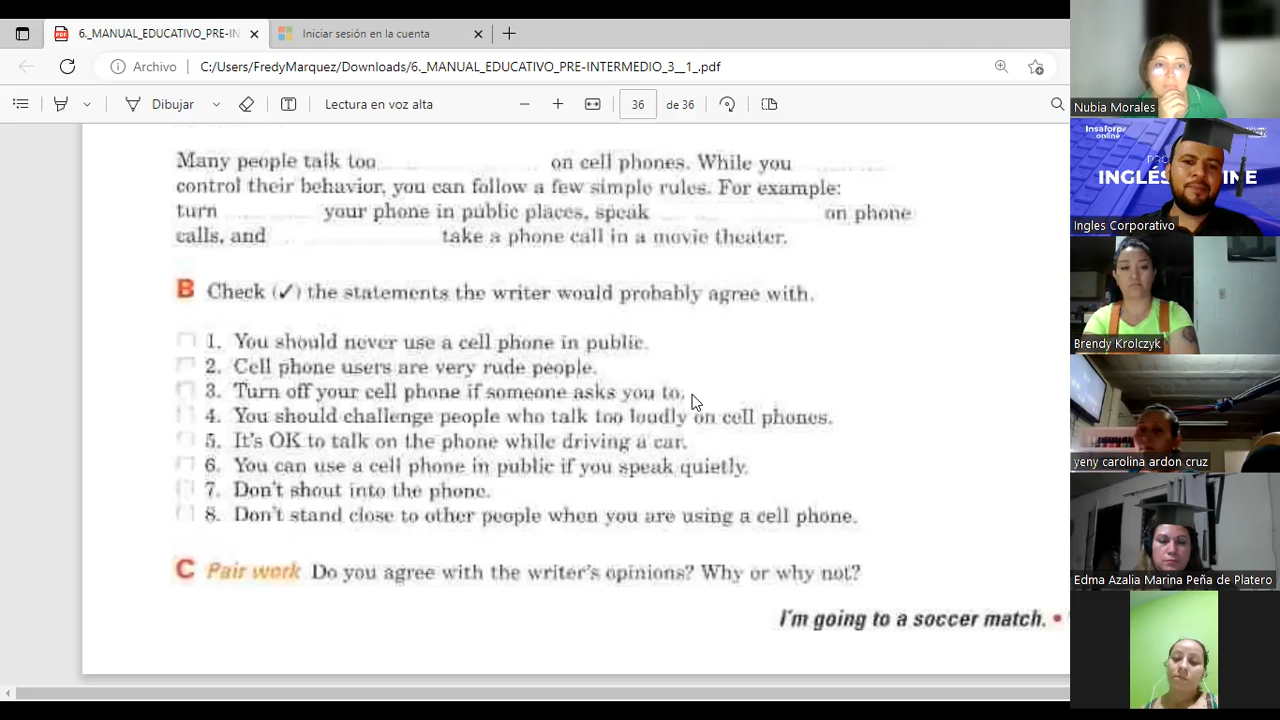 6._MANUAL_EDUCATIVO_PRE-IN
Iniciar sesión en la cuenta
Archivo
C:/Users/FredyMarquez/Downloads/6._MANUAL_EDUCATIVO_PRE-INTERMEDIO_3__1_.pdf
Dibujar
Lectura en voz alta
36
de 36
Many people talk too on cell phones. While you
control their behavior, you can follow a few simple rules. For example:
turn your phone in public places, speak on phone
calls, and take a phone call in a movie theater.
B Check (✓) the statements the writer would probably agree with.
1. You should never use a cell phone in public.
2. Cell phone users are very rude people.
3. Turn off your cell phone if someone asks you to.
4. You should challenge people who talk too loudly on cell phones.
5. It's OK to talk on the phone while driving a car.
6. You can use a cell phone in public if you speak quietly.
7. Don't shout into the phone.
8. Don't stand close to other people when you are using a cell phone.
C Pair work Do you agree with the writer's opinions? Why or why not?
I'm going to a soccer match. •
Nubia Morales
Insaforp
online
PRO
INGLÉS
INE
Ingles Corporativo
Brendy Krolczyk
yeny carolina ardon cruz
Edma Azalia Marina Peña de Platero